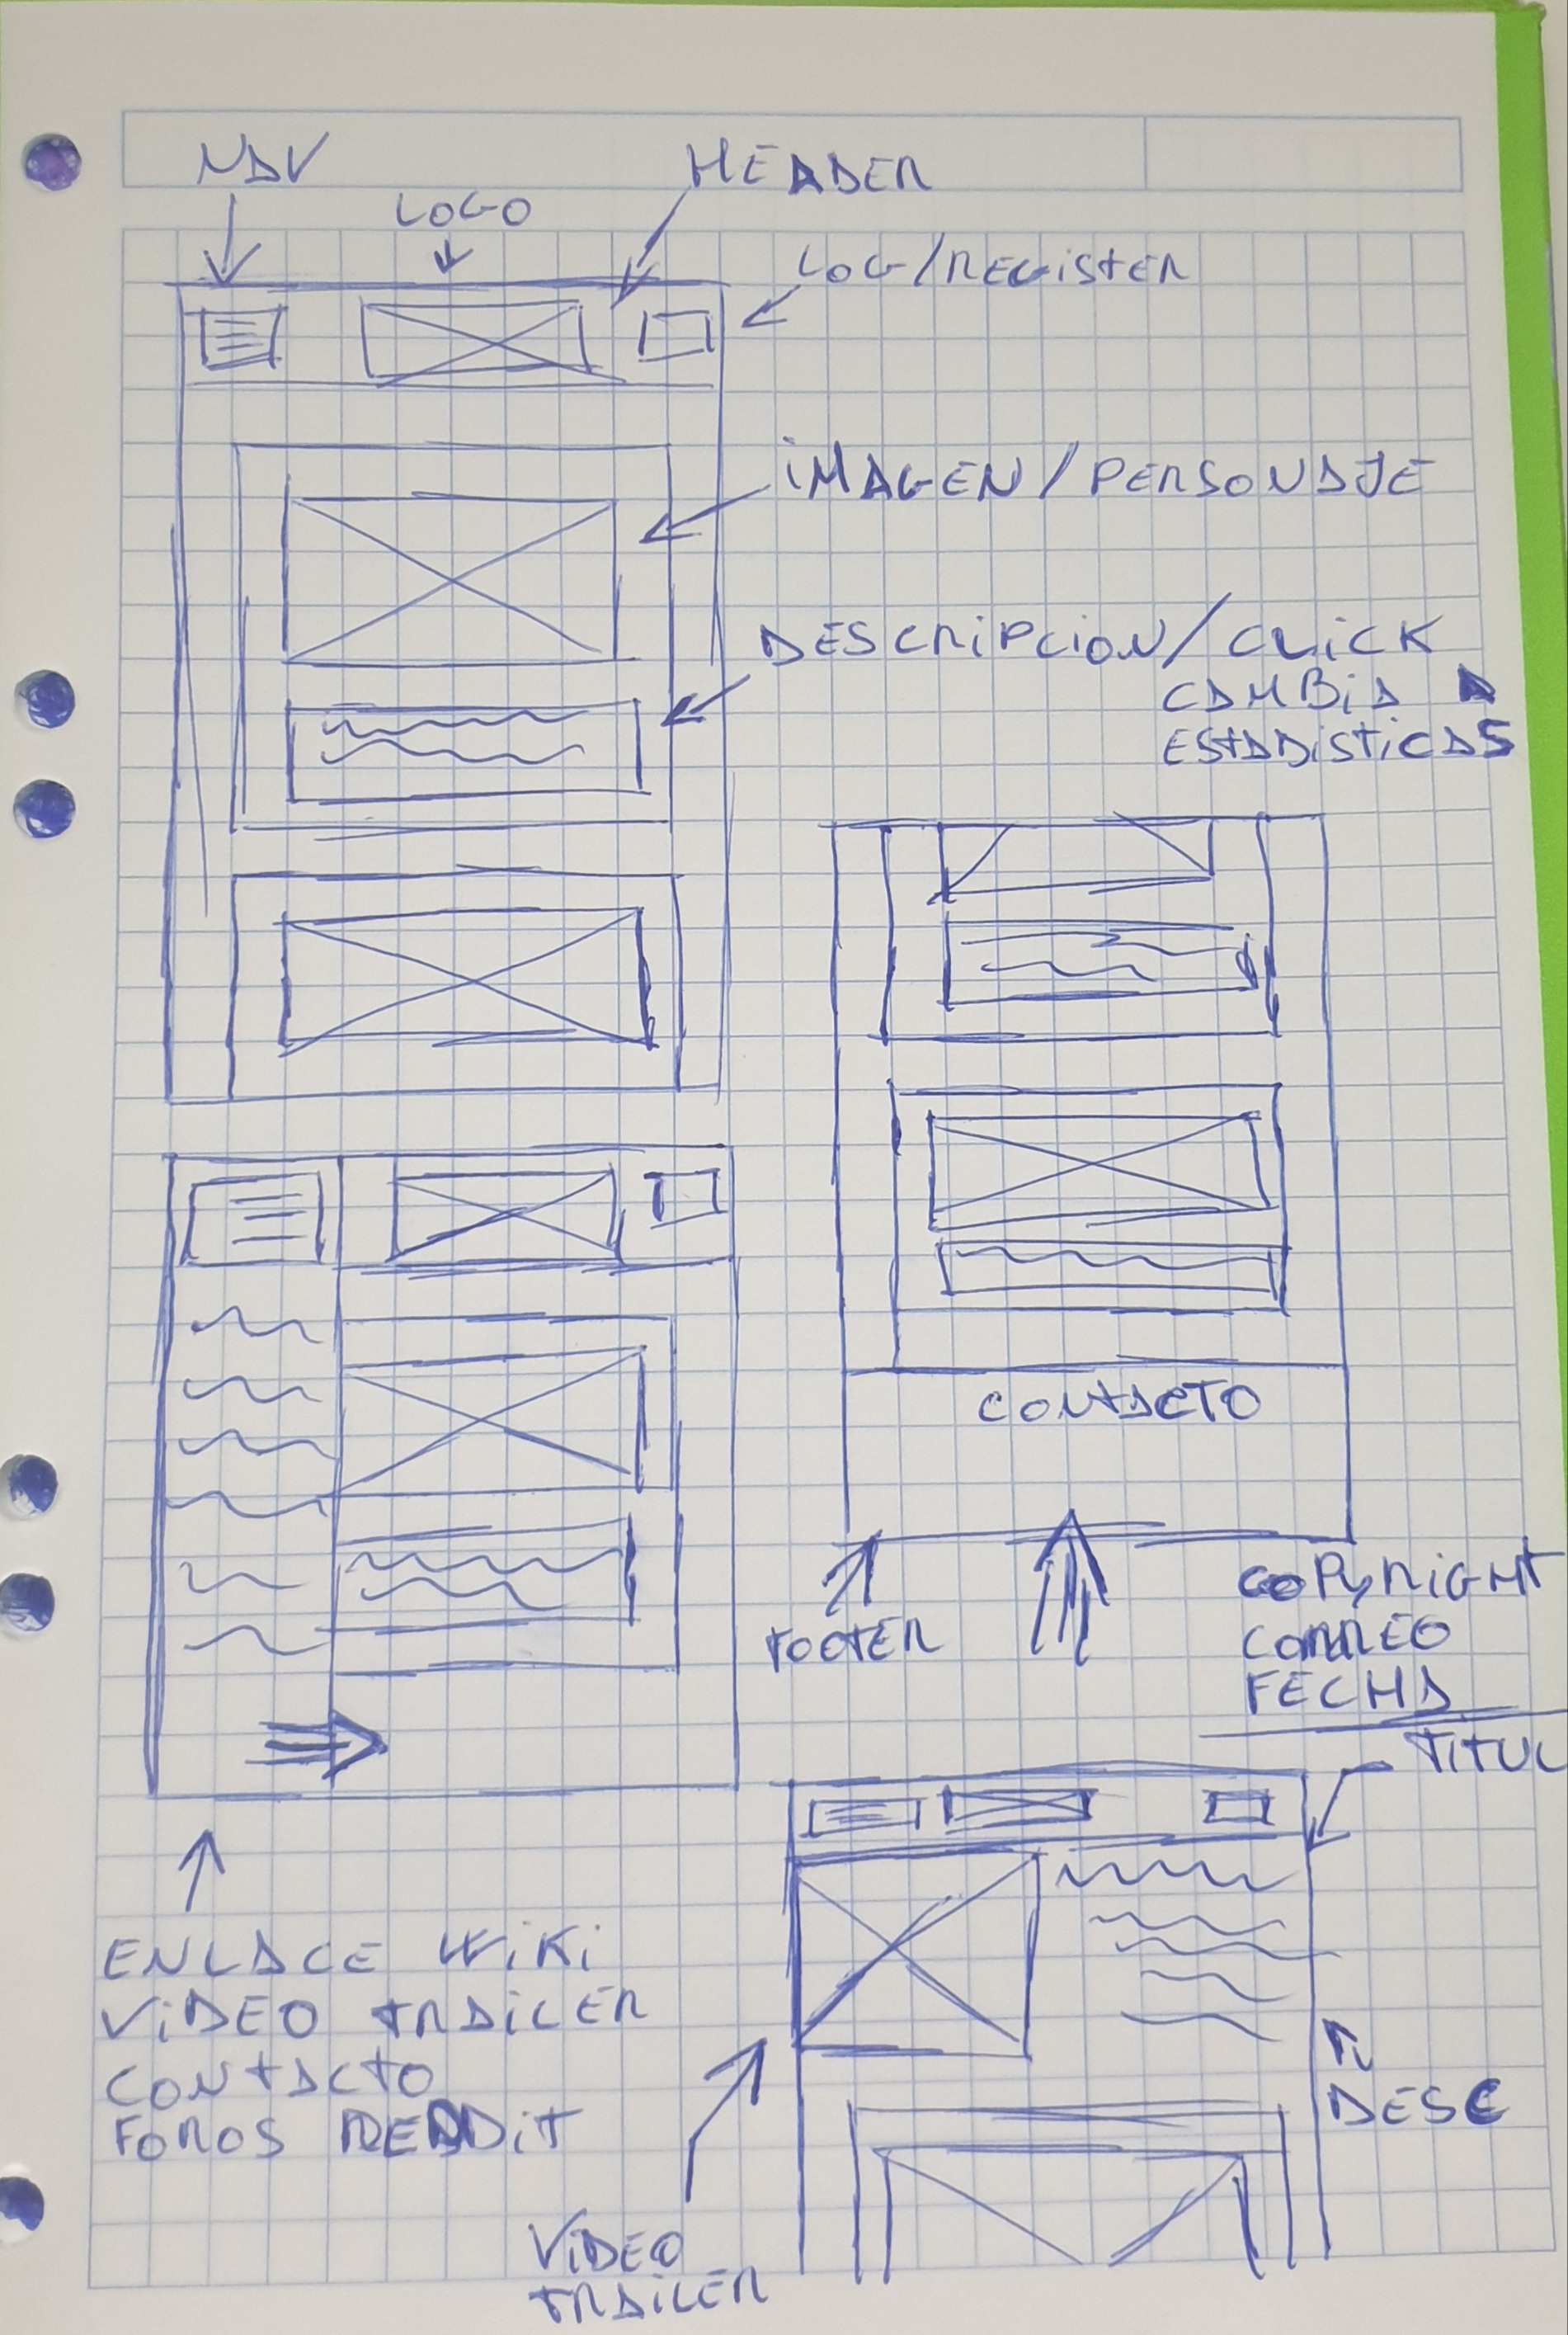 NAV
HEADER
LOGO
LOG/REGISTER
IMAGEN/PERSONAJE
DESCRIPCION/CLICK
CAMBIA A
ESTADISTICAS
CONTACTO
FOOTER
COPYRIGHT
CORREO
FECHA
TITUL
ENLACE WIKI
VIDEO TRAILER
CONTACTO
FOROS REDDIT
DESC
VIDEO
TRAILER